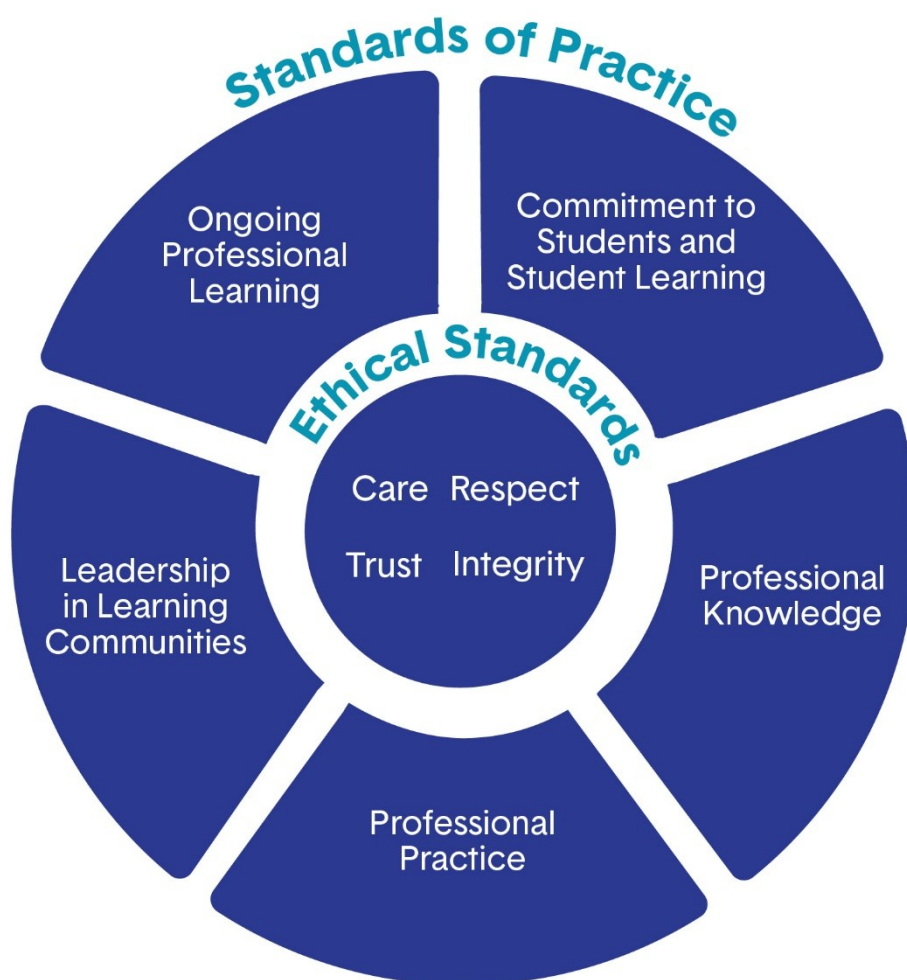 Standards of Practice
Ongoing
Professional
Learning
Commitment to
Students and
Student Learning
Ethical Standards
Care Respect
Trust Integrity
Leadership
in Learning
Communities
Professional
Knowledge
Professional
Practice